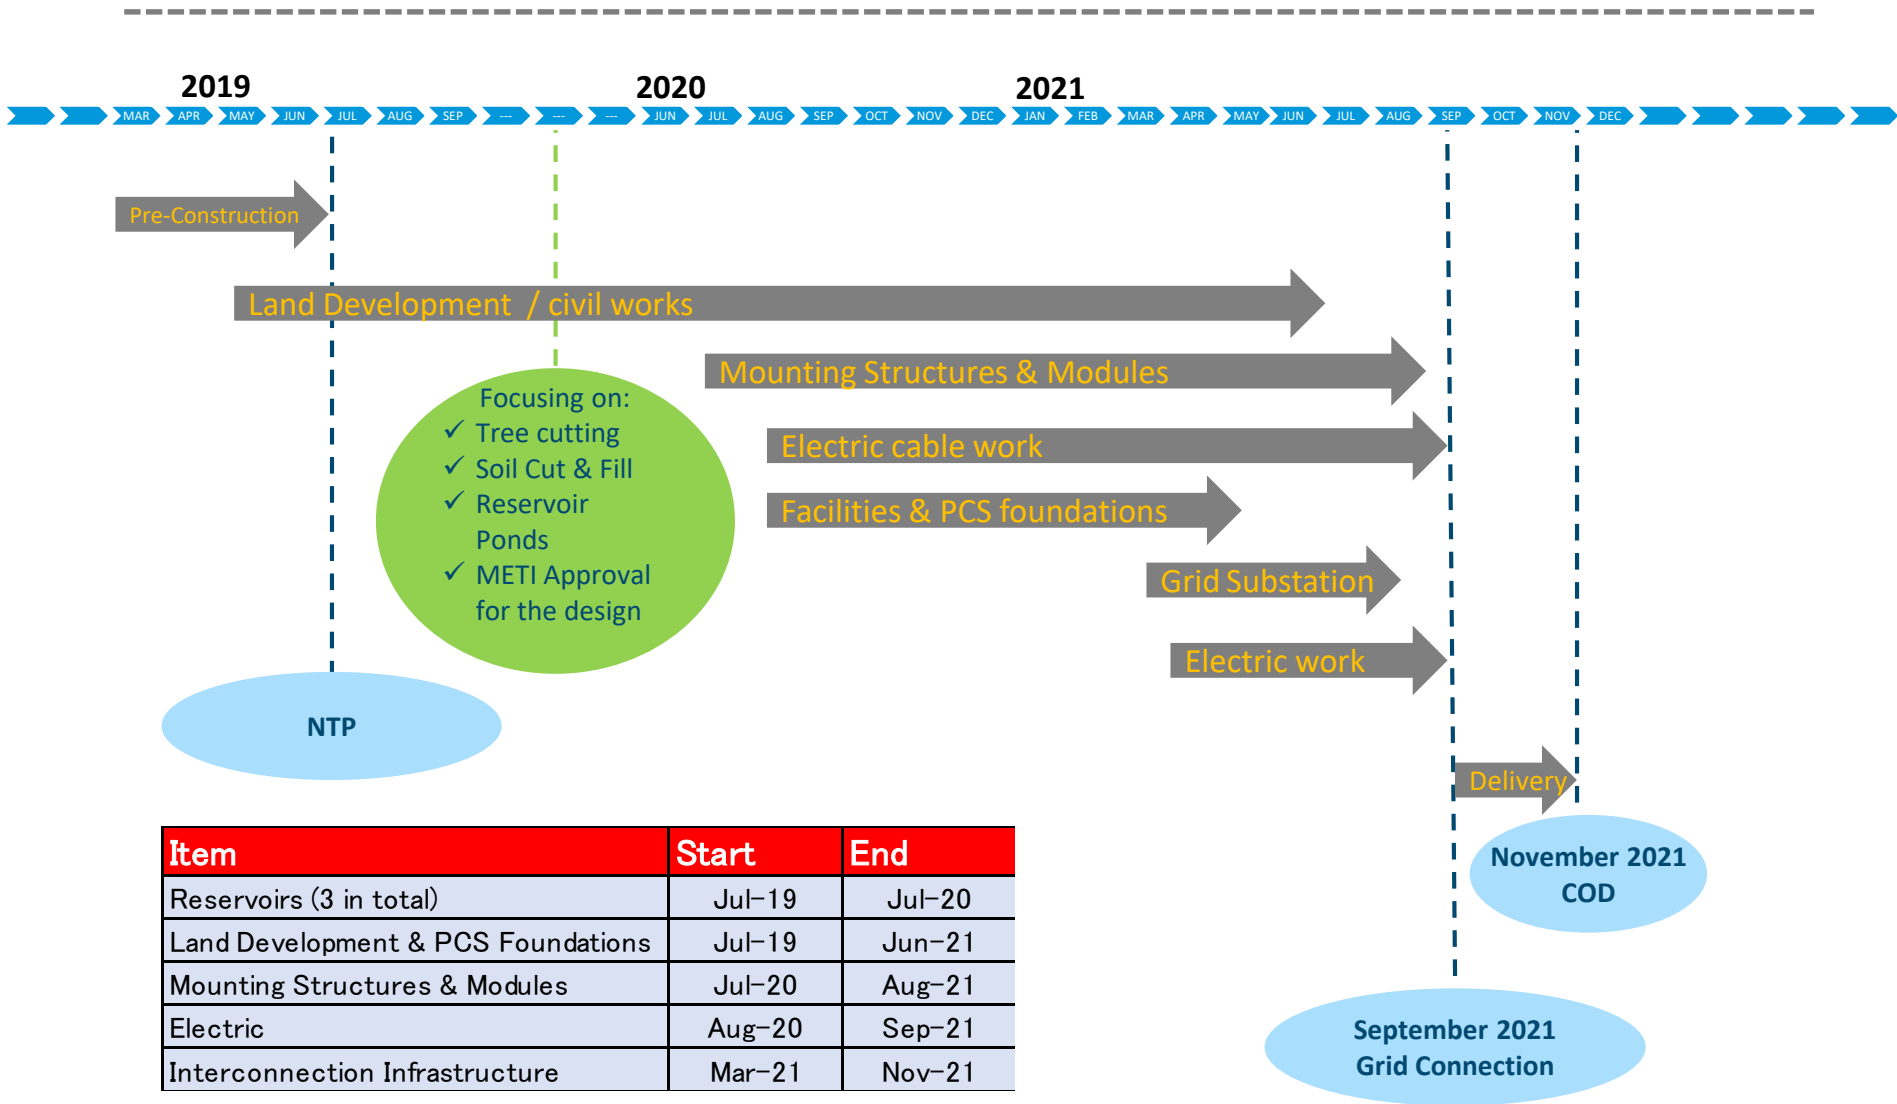 2019 2020 2021
MAR APR MAY JUN JUL AUG SEP --- --- --- JUN JUL AUG SEP OCT NOV DEC JAN FEB MAR APR MAY JUN JUL AUG SEP OCT NOV DEC
Pre-Construction
Land Development / civil works
Mounting Structures & Modules
Focusing on:
✓ Tree cutting
✓ Soil Cut & Fill
✓ Reservoir
Ponds
✓ METI Approval
for the design
Electric cable work
Facilities & PCS foundations
Grid Substation
Electric work
NTP
Delivery
November 2021
COD
September 2021
Grid Connection
Item Start End
Reservoirs (3 in total) Jul-19 Jul-20
Land Development & PCS Foundations Jul-19 Jun-21
Mounting Structures & Modules Jul-20 Aug-21
Electric Aug-20 Sep-21
Interconnection Infrastructure Mar-21 Nov-21